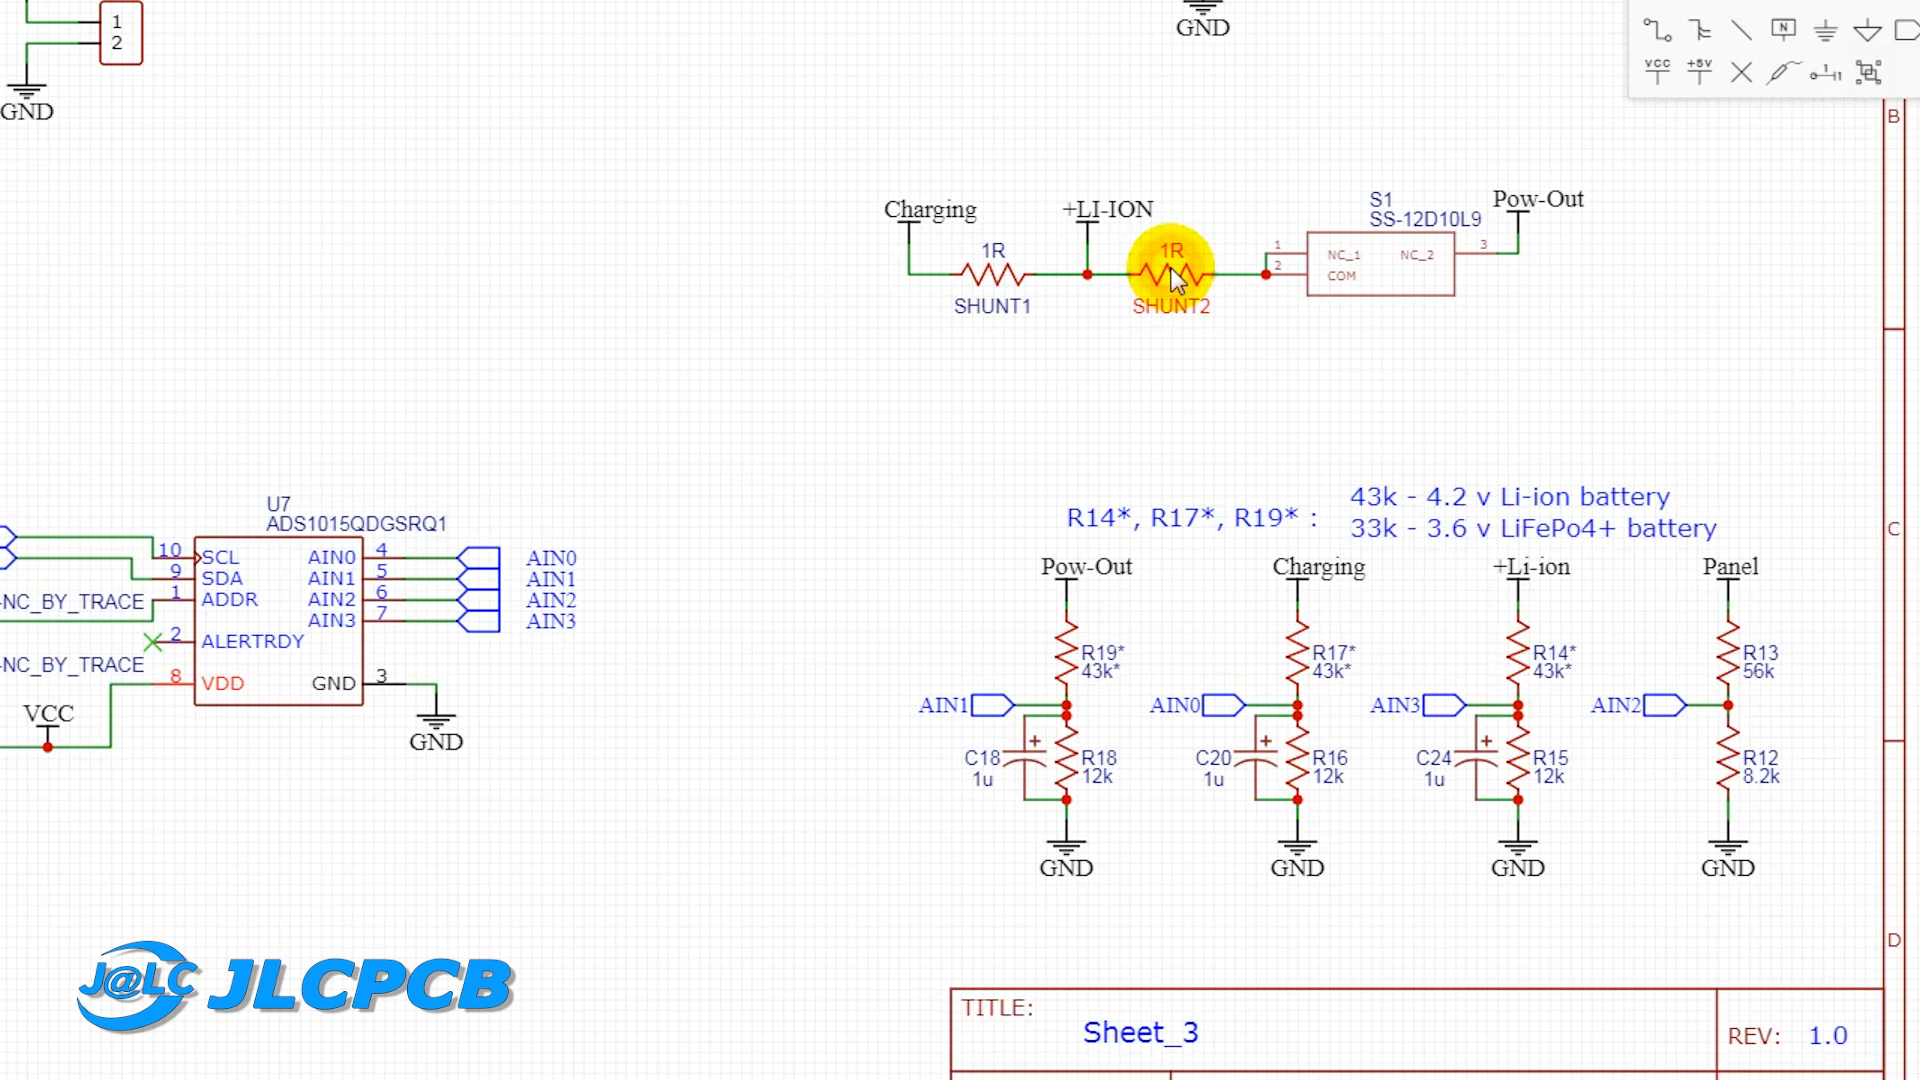 1
2
GND
GND
N
VCC
+5V
B
Charging
+LI-ION
1R
SHUNT1
1R
SHUNT2
S1
SS-12D10L9
Pow-Out
1
2
NC_1
COM
NC_2
3
R14*, R17*, R19* :
43k - 4.2 v Li-ion battery
33k - 3.6 v LiFePo4+ battery
C
U7
ADS1015QDGSRQ1
10 SCL
9 SDA
1 ADDR
2 ALERTRDY
8 VDD
AIN0 4 AIN0
AIN1 5 AIN1
AIN2 6 AIN2
AIN3 7 AIN3
GND 3
GND
-NC_BY_TRACE
-NC_BY_TRACE
VCC
Pow-Out
R19*
43k*
AIN1
C18
1u
R18
12k
GND
Charging
R17*
43k*
AIN0
C20
1u
R16
12k
GND
+Li-ion
R14*
43k*
AIN3
C24
1u
R15
12k
GND
Panel
R13
56k
AIN2
R12
8.2k
GND
D
J@LC JLCPCB
TITLE:
Sheet_3
REV: 1.0